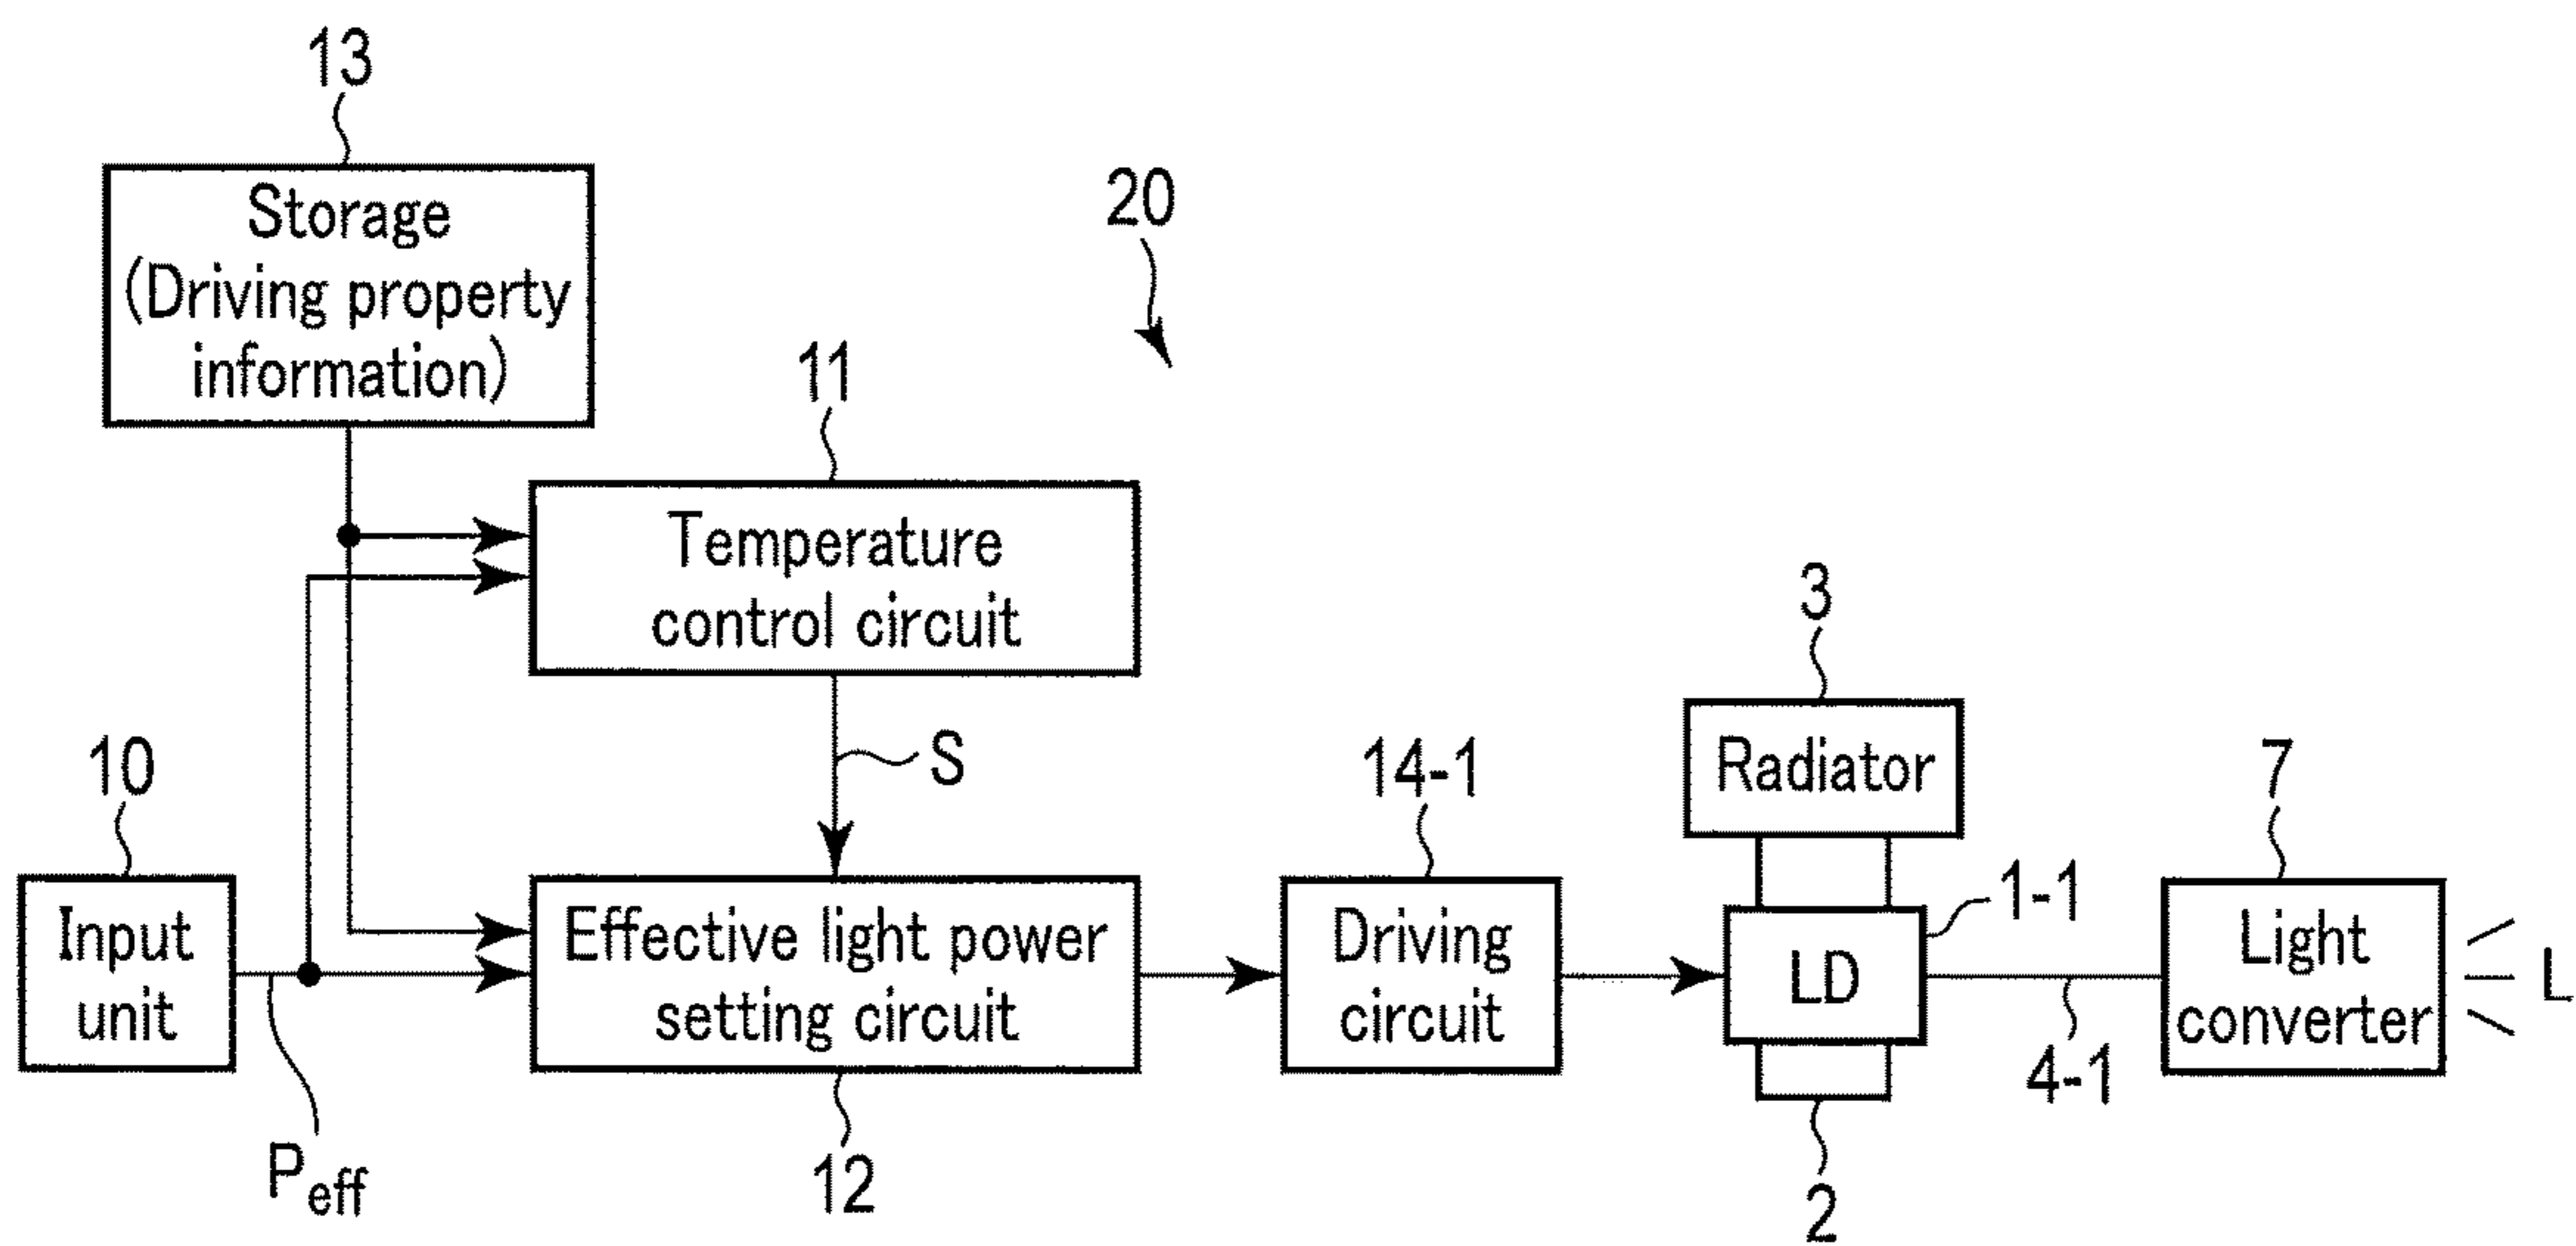 13
Storage
(Driving property
information)
20
11
Temperature
control circuit
3
Radiator
S
10
14-1
7
1-1
Input
unit
Effective light power
setting circuit
Driving
circuit
LD
Light
converter
L
4-1
Peff
12
2